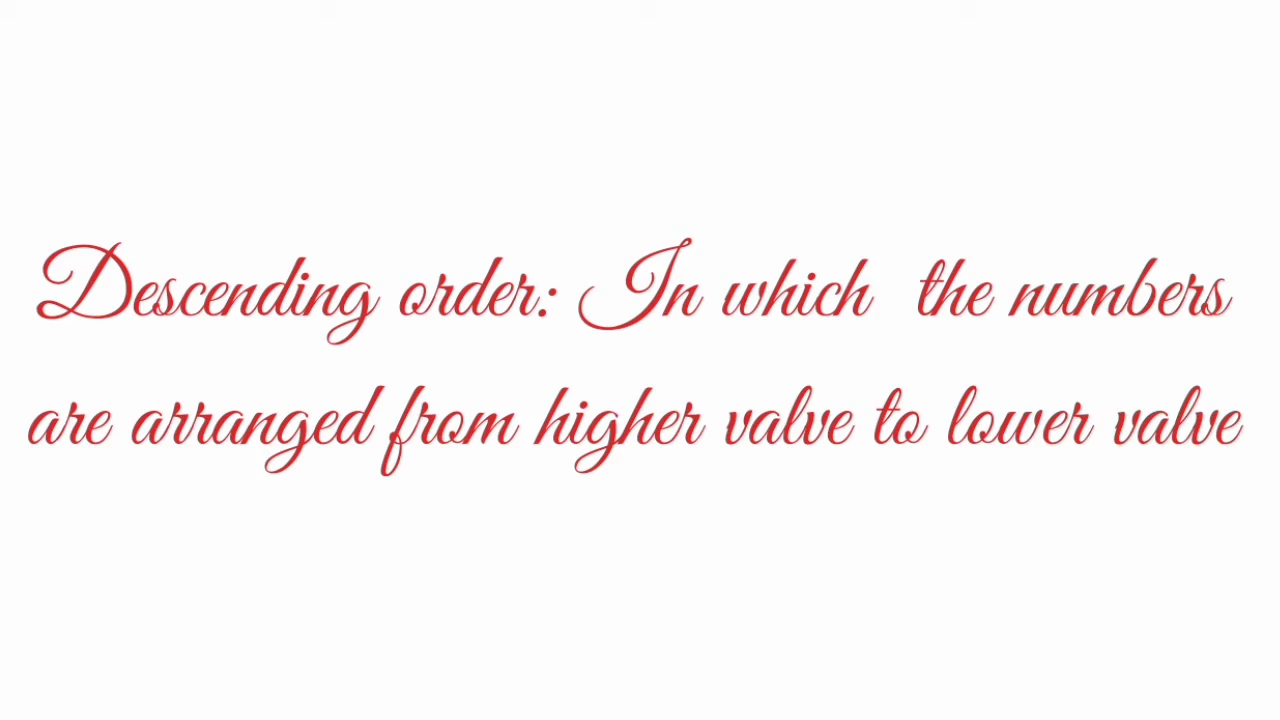 Descending order: In which the numbers
are arranged from higher valve to lower valve